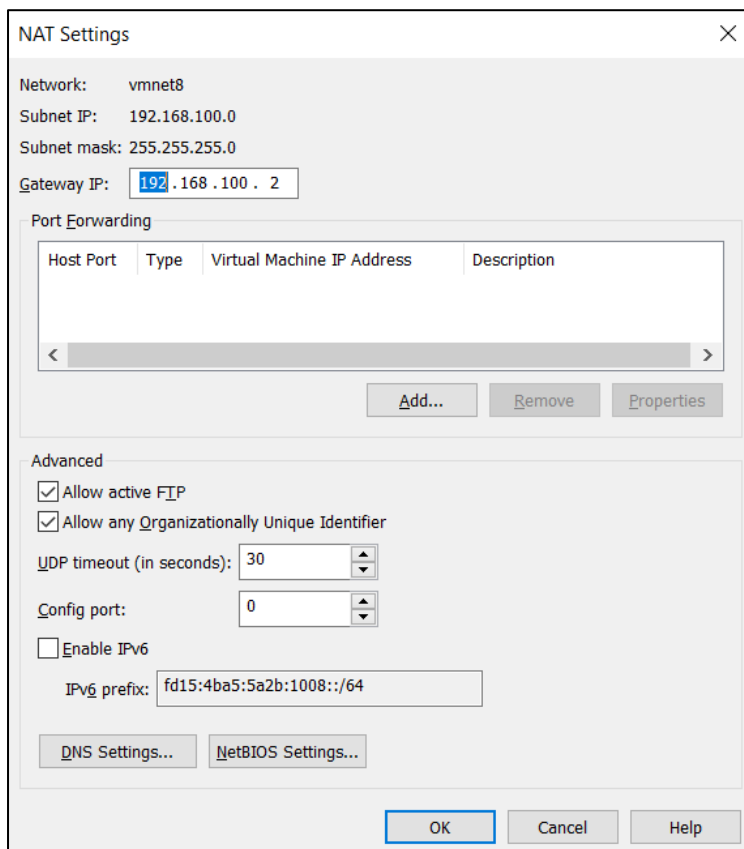 NAT Settings
Network: vmnet8
Subnet IP: 192.168.100.0
Subnet mask: 255.255.255.0
Gateway IP: 192 . 168 . 100 . 2
Port Forwarding
Host Port Type Virtual Machine IP Address Description
Add... Remove Properties
Advanced
Allow active FTP
Allow any Organizationally Unique Identifier
UDP timeout (in seconds): 30
Config port: 0
Enable IPv6
IPv6 prefix: fd15:4ba5:5a2b:1008::/64
DNS Settings... NetBIOS Settings...
OK Cancel Help